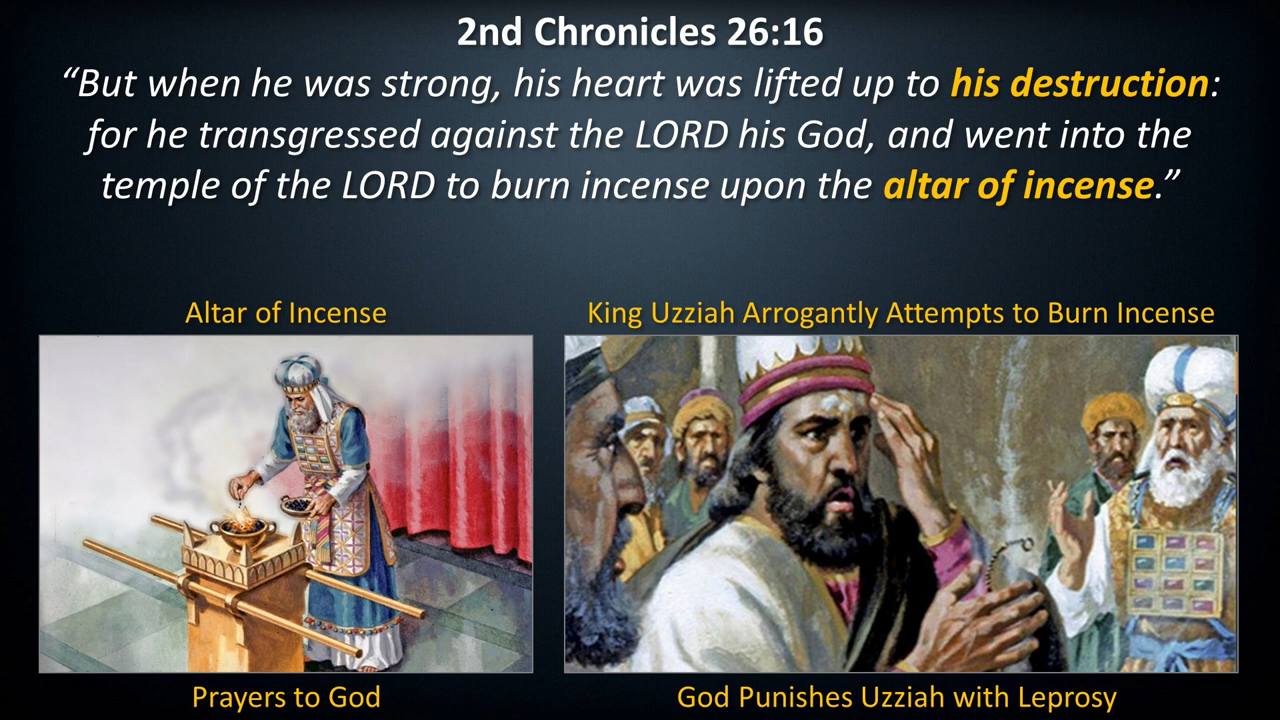 2nd Chronicles 26:16
“But when he was strong, his heart was lifted up to his destruction:
for he transgressed against the LORD his God, and went into the
temple of the LORD to burn incense upon the altar of incense.”
Altar of Incense
King Uzziah Arrogantly Attempts to Burn Incense
Prayers to God
God Punishes Uzziah with Leprosy